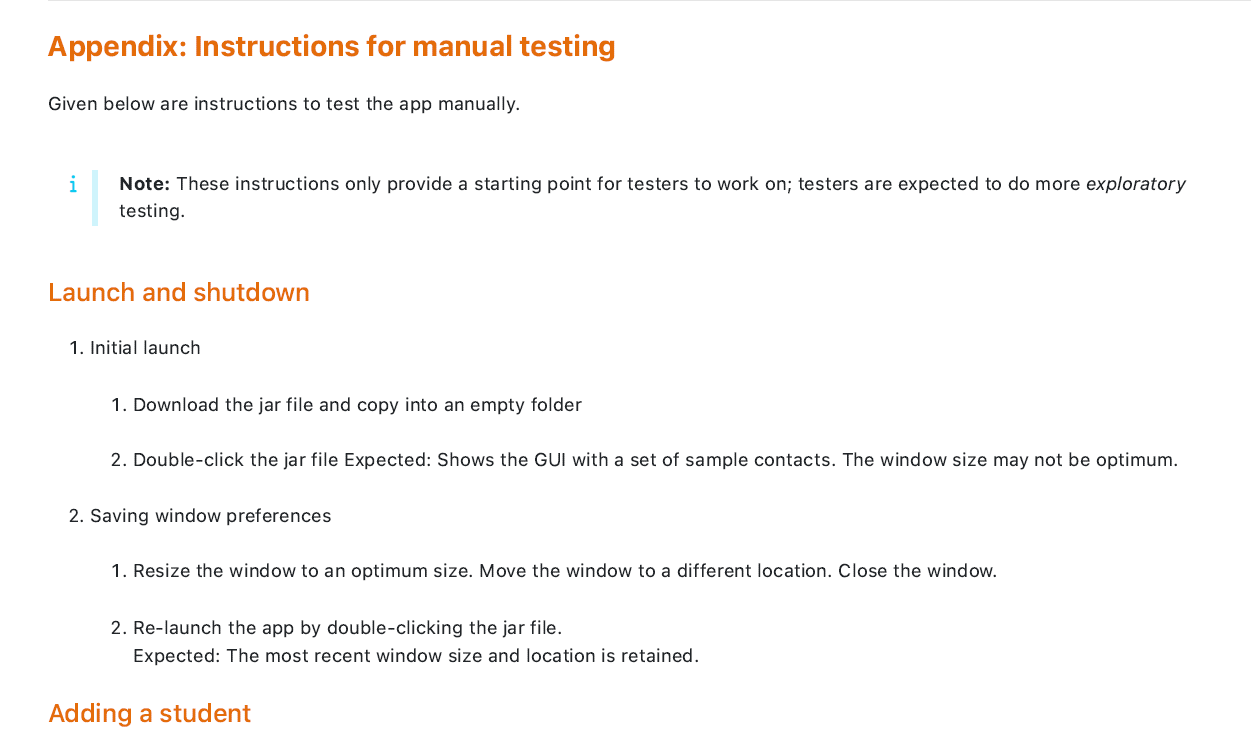 Appendix: Instructions for manual testing
Given below are instructions to test the app manually.
i
Note: These instructions only provide a starting point for testers to work on; testers are expected to do more exploratory
testing.
Launch and shutdown
1. Initial launch
1. Download the jar file and copy into an empty folder
2. Double-click the jar file Expected: Shows the GUI with a set of sample contacts. The window size may not be optimum.
2. Saving window preferences
1. Resize the window to an optimum size. Move the window to a different location. Close the window.
2. Re-launch the app by double-clicking the jar file.
Expected: The most recent window size and location is retained.
Adding a student